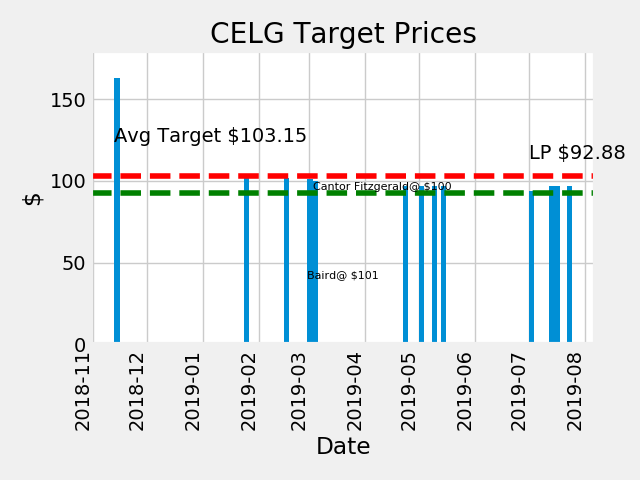 CELG Target Prices
$
150
100
50
0
Avg Target $103.15
LP $92.88
Cantor Fitzgerald@ $100
Baird@ $101
2018-11
2018-12
2019-01
2019-02
2019-03
2019-04
2019-05
2019-06
2019-07
2019-08
Date